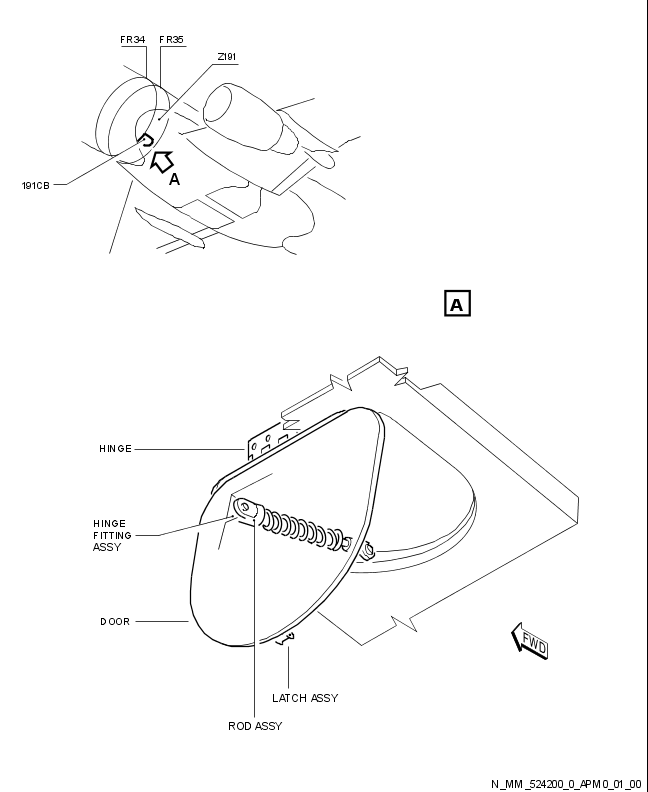 FR34 FR35
Z191
A
191CB
A
HINGE
HINGE
FITTING
ASSY
DOOR
FWD
LATCH ASSY
ROD ASSY
N_MM_524200_0_APM0_01_00